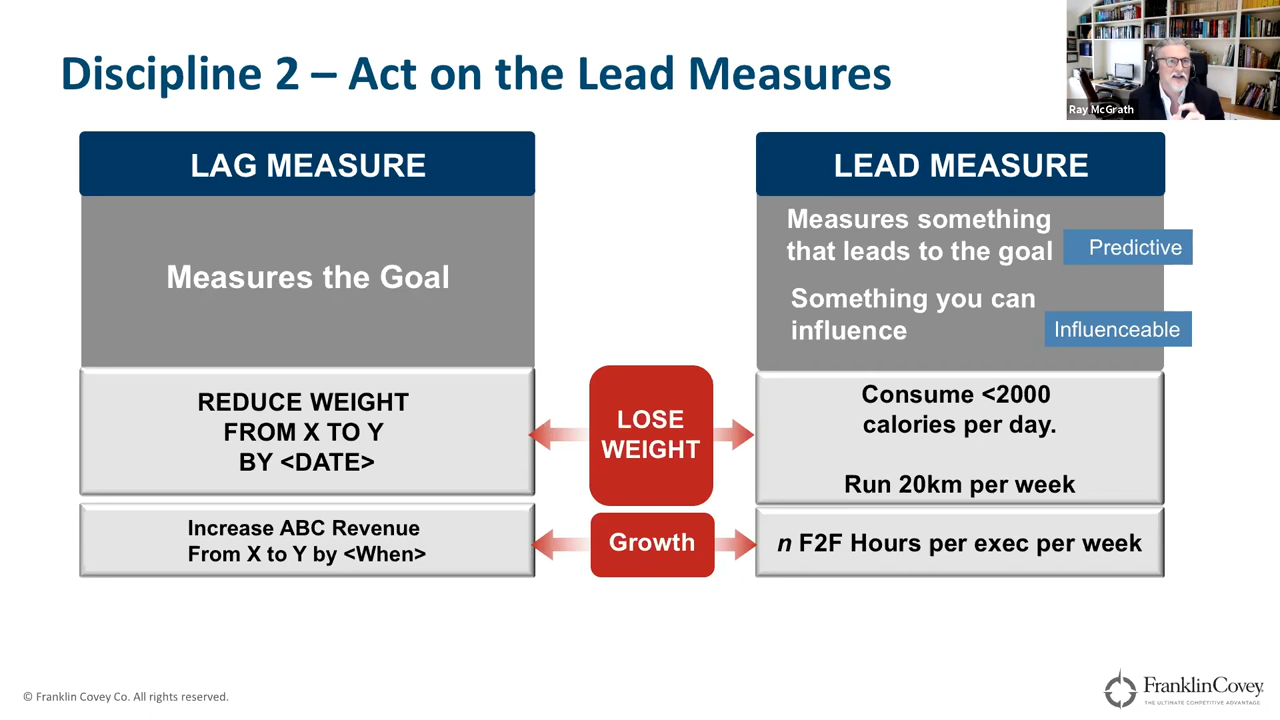 Discipline 2 – Act on the Lead Measures
Ray McGrath
LAG MEASURE
Measures the Goal
REDUCE WEIGHT
FROM X TO Y
BY <DATE>
Increase ABC Revenue
From X to Y by <When>
LOSE
WEIGHT
Growth
LEAD MEASURE
Measures something
that leads to the goal
Predictive
Something you can
influence
Influenceable
Consume <2000
calories per day.
Run 20km per week
n F2F Hours per exec per week
© Franklin Covey Co. All rights reserved.
FranklinCovey
THE ULTIMATE COMPETITIVE ADVANTAGE